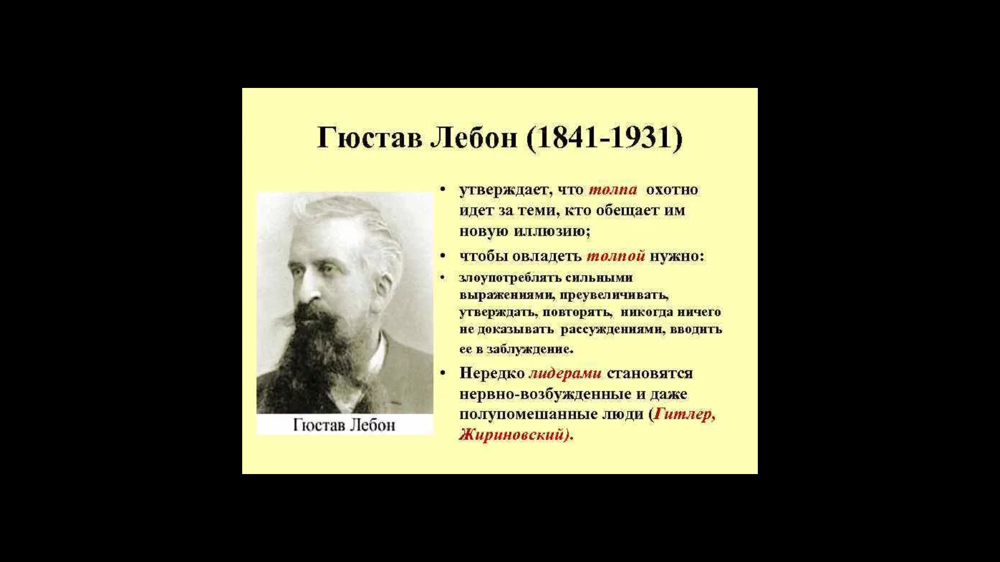 Гюстав Лебон (1841-1931)
• утверждает, что толпа охотно
идет за теми, кто обещает им
новую иллюзию;
• чтобы овладеть толпой нужно:
• злоупотреблять сильными
выражениями, преувеличивать,
утверждать, повторять, никогда ничего
не доказывать рассуждениями, вводить
ее в заблуждение.
• Нередко лидерами становятся
нервно-возбужденные и даже
полупомешанные люди (Гитлер,
Жириновский).
Гюстав Лебон